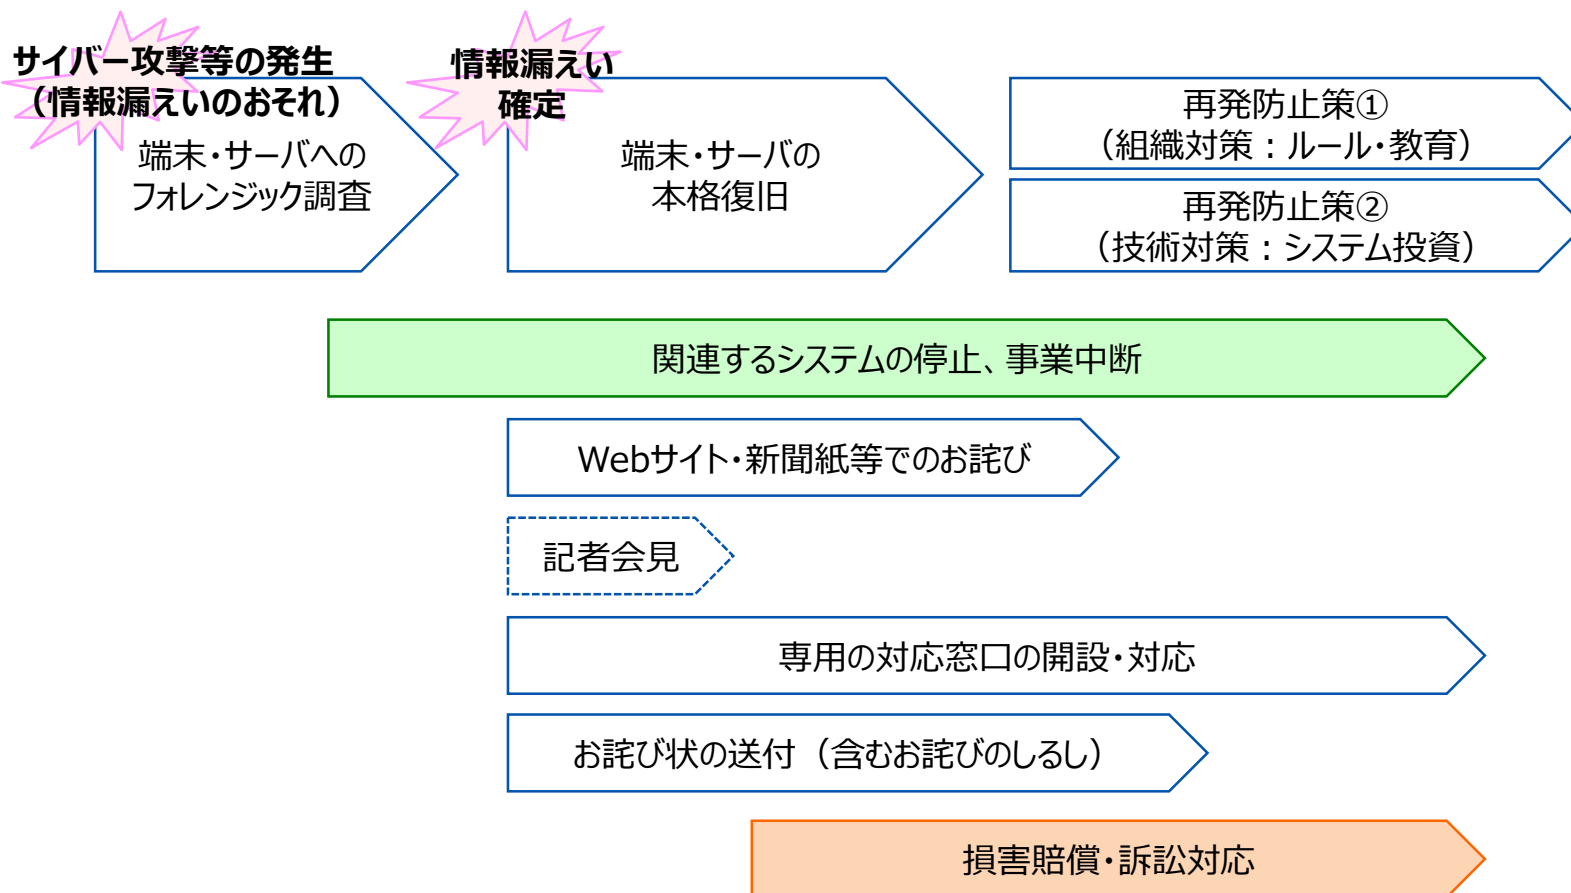 サイバー攻撃等の発生
（情報漏えいのおそれ）
端末・サーバへの
フォレンジック調査
情報漏えい
確定
端末・サーバの
本格復旧
再発防止策①
（組織対策：ルール・教育）
再発防止策②
（技術対策：システム投資）
関連するシステムの停止、事業中断
Webサイト・新聞紙等でのお詫び
記者会見
専用の対応窓口の開設・対応
お詫び状の送付（含むお詫びのしるし）
損害賠償・訴訟対応